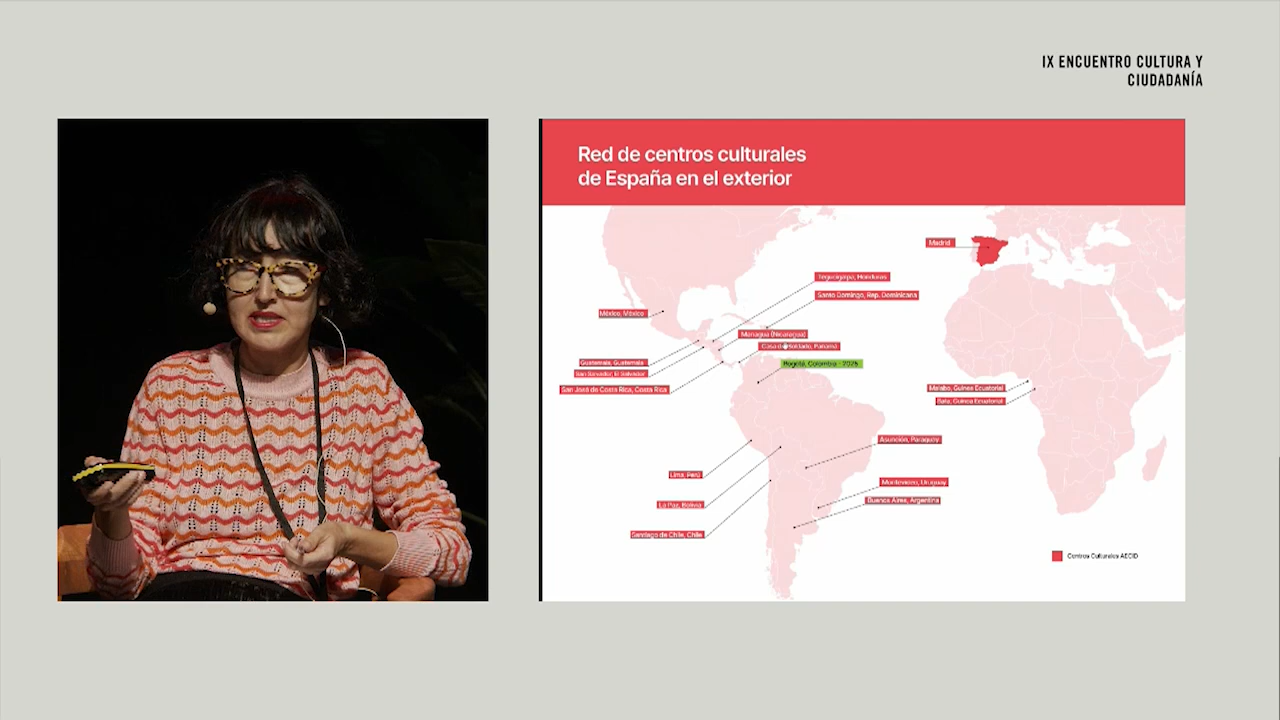 IX ENCUENTRO CULTURA Y
CIUDADANÍA
Red de centros culturales
de España en el exterior
Madrid
Tegucigalpa, Honduras
Santo Domingo, Rep. Dominicana
México, México
Managua (Nicaragua)
Casa del Soldado, Panamá
Guatemala, Guatemala
Bogotá, Colombia - 2025
San Salvador, El Salvador
San José de Costa Rica, Costa Rica
Malabo, Guinea Ecuatorial
Bata, Guinea Ecuatorial
Asunción, Paraguay
Lima, Perú
Montevideo, Uruguay
Buenos Aires, Argentina
La Paz, Bolivia
Santiago de Chile, Chile
Centros Culturales AECID